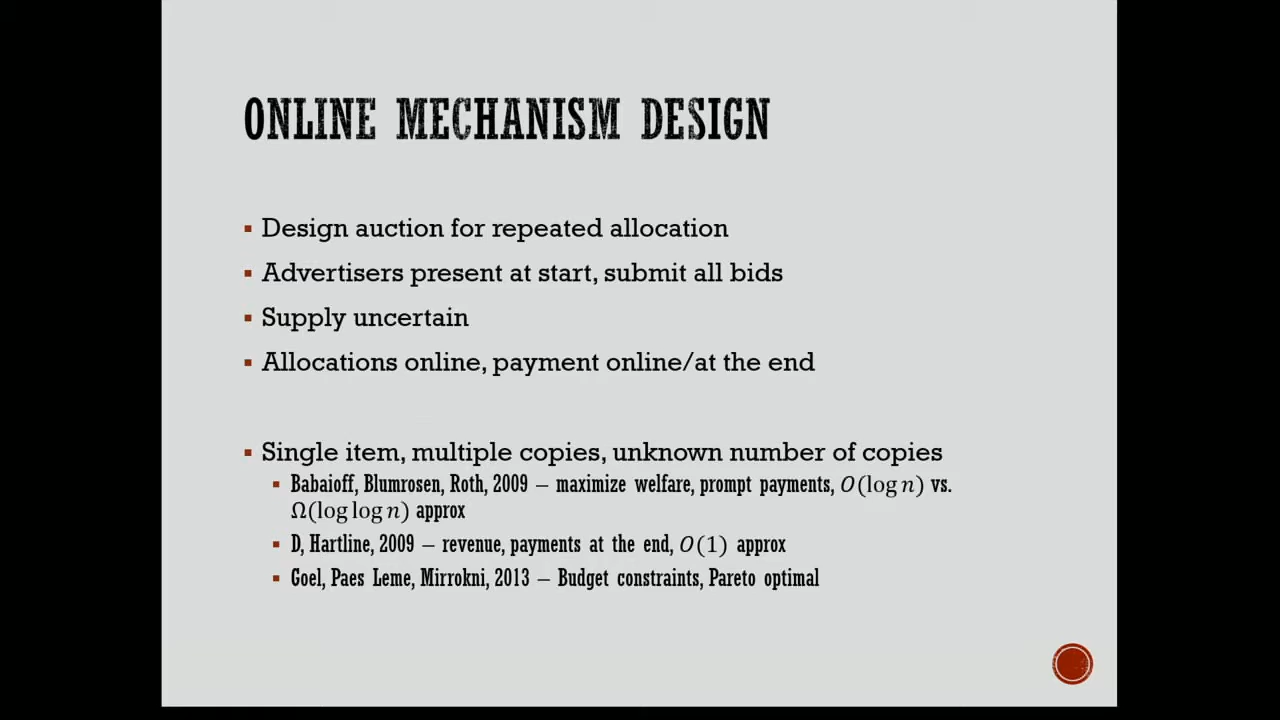 ONLINE MECHANISM DESIGN
▪ Design auction for repeated allocation
▪ Advertisers present at start, submit all bids
▪ Supply uncertain
▪ Allocations online, payment online/at the end
▪ Single item, multiple copies, unknown number of copies
▪ Babaioff, Blumrosen, Roth, 2009 – maximize welfare, prompt payments, O(log n) vs.
Ω(log log n) approx
▪ D, Hartline, 2009 – revenue, payments at the end, O(1) approx
▪ Goel, Paes Leme, Mirrokni, 2013 – Budget constraints, Pareto optimal